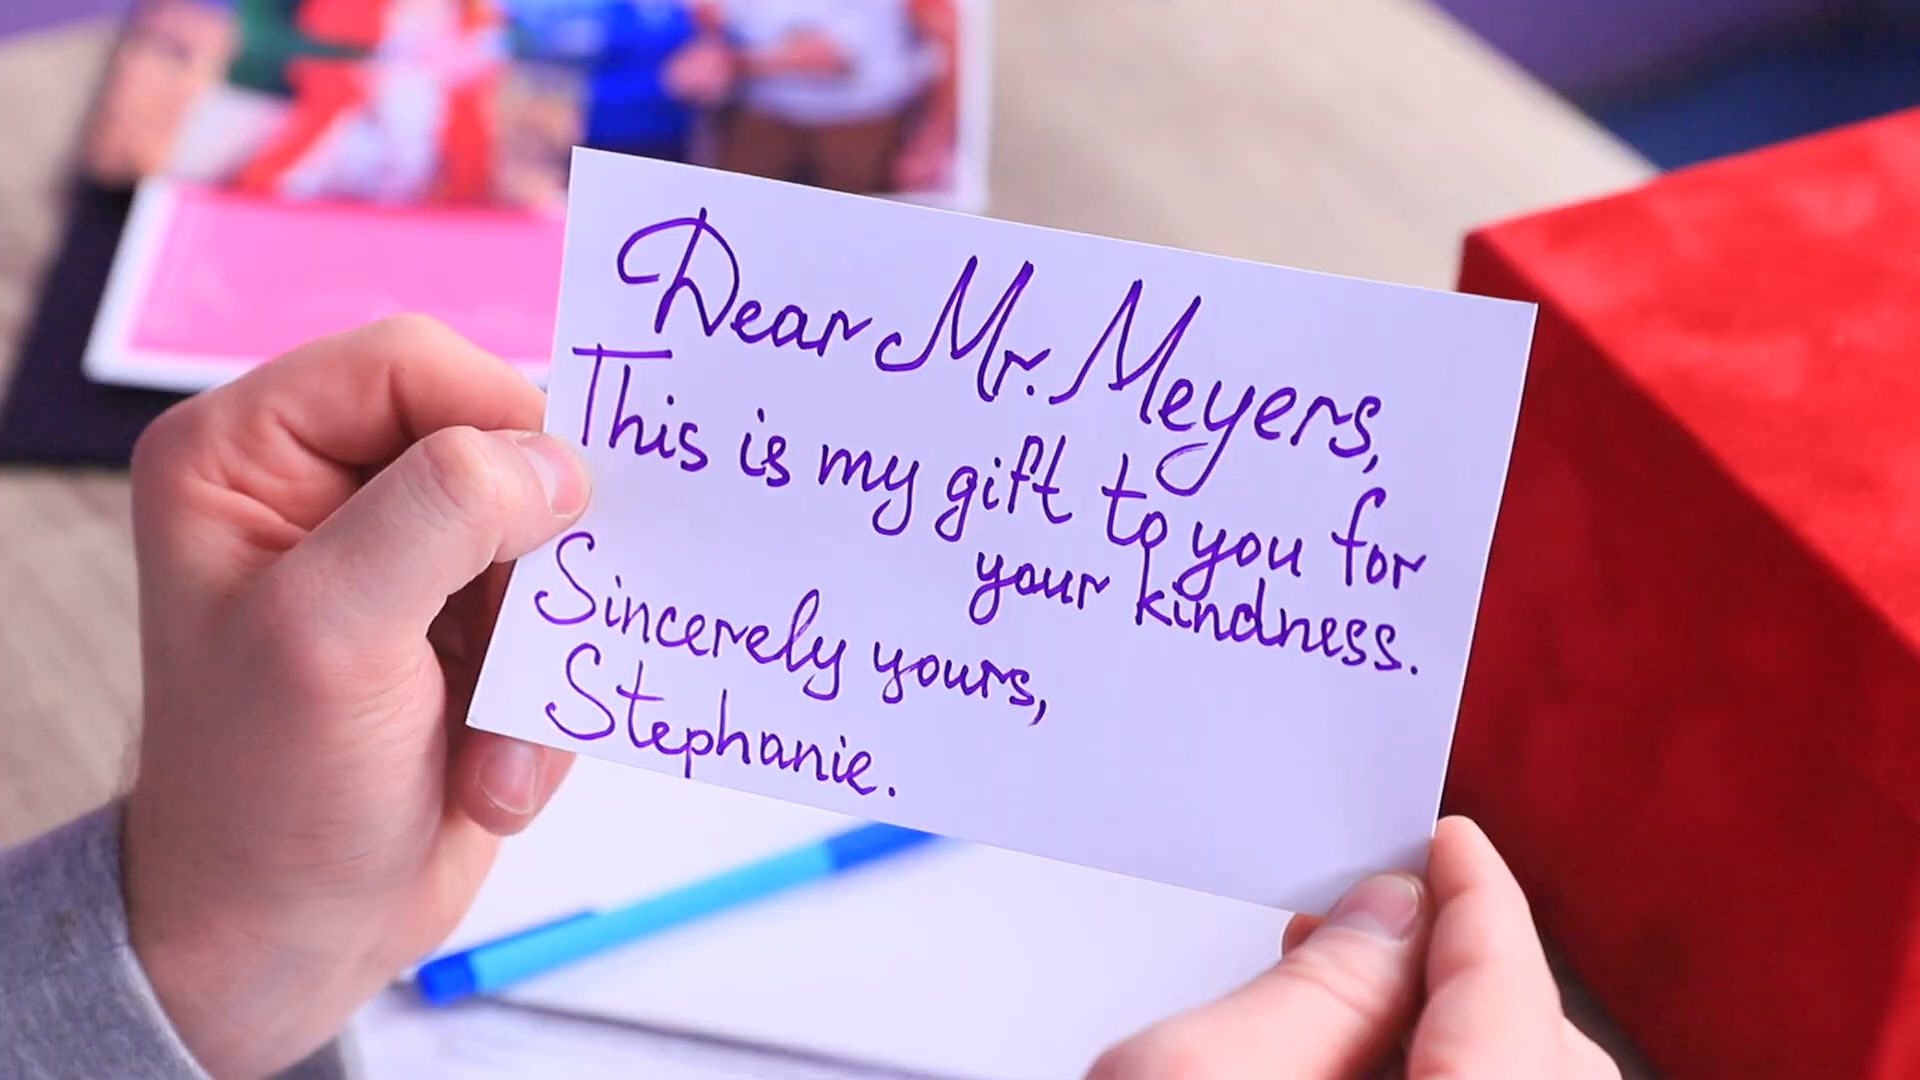 Dear Mr. Meyers,
This is my gift to you for
your kindness.
Sincerely yours,
Stephanie.